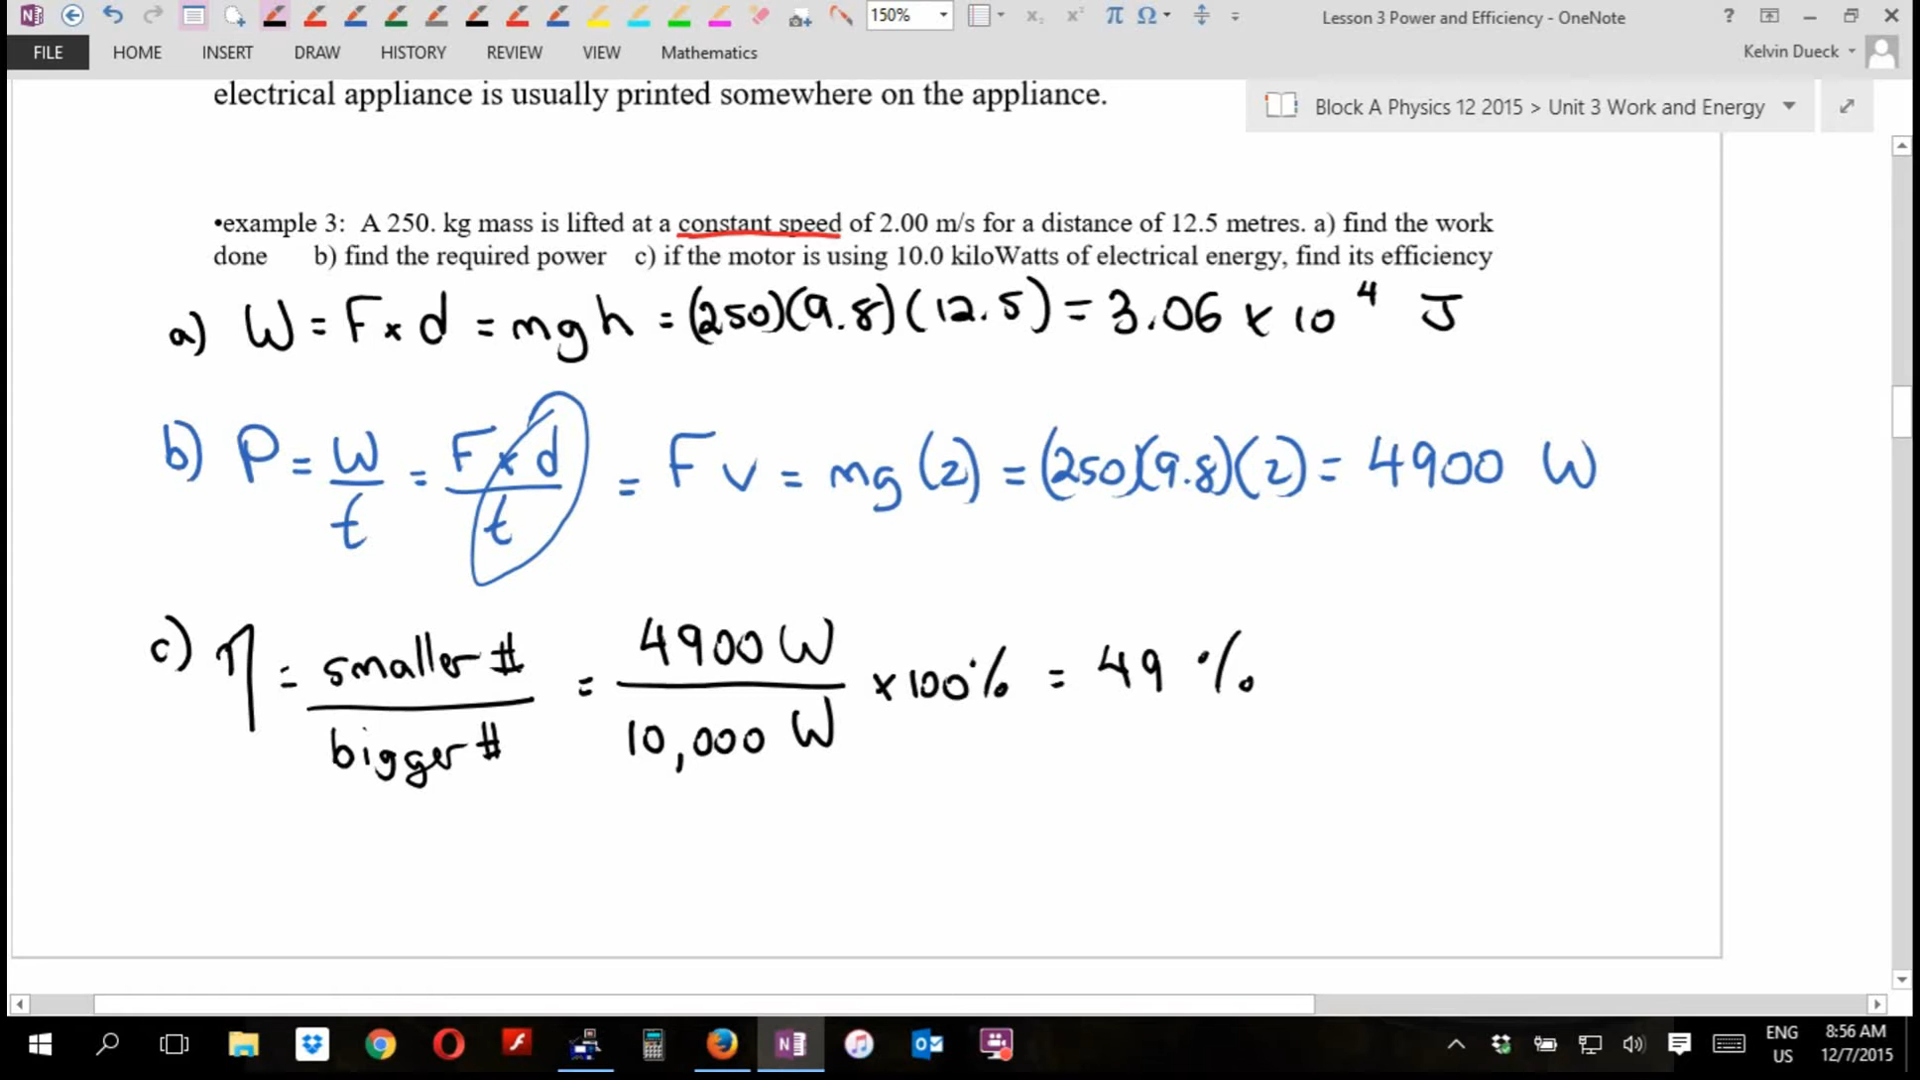 150% x₂ x² π Ω Lesson 3 Power and Efficiency - OneNote ?
FILE HOME INSERT DRAW HISTORY REVIEW VIEW Mathematics Kelvin Dueck
electrical appliance is usually printed somewhere on the appliance.
Block A Physics 12 2015 > Unit 3 Work and Energy
•example 3: A 250. kg mass is lifted at a constant speed of 2.00 m/s for a distance of 12.5 metres. a) find the work
done b) find the required power c) if the motor is using 10.0 kiloWatts of electrical energy, find its efficiency
a) W = F x d = mgh = (250)(9.8)(12.5) = 3.06 x 10⁴ J
b) P = W/t = F x d/t = Fv = mg(2) = (250)(9.8)(2) = 4900 W
c) η = smaller #/bigger # = 4900 W/10,000 W x 100% = 49 %
ENG 8:56 AM
US 12/7/2015